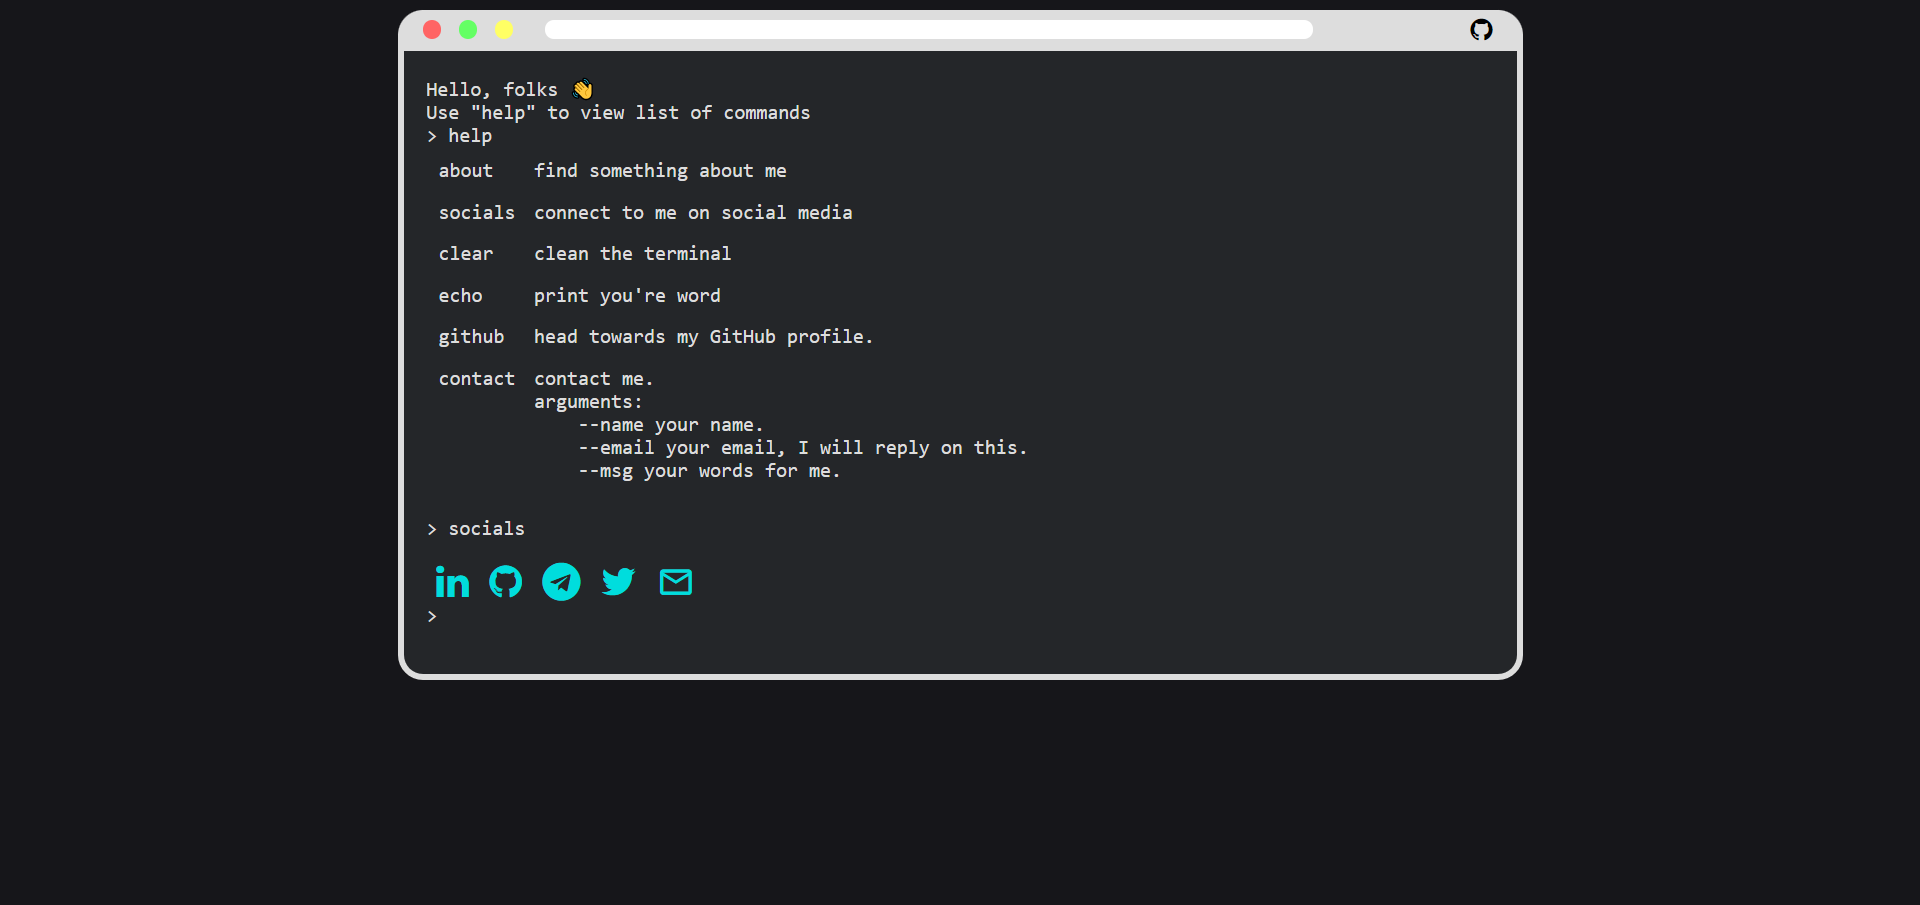 Hello, folks 👋
Use "help" to view list of commands
> help
about find something about me
socials connect to me on social media
clear clean the terminal
echo print you're word
github head towards my GitHub profile.
contact contact me.
arguments:
--name your name.
--email your email, I will reply on this.
--msg your words for me.
> socials
in
>